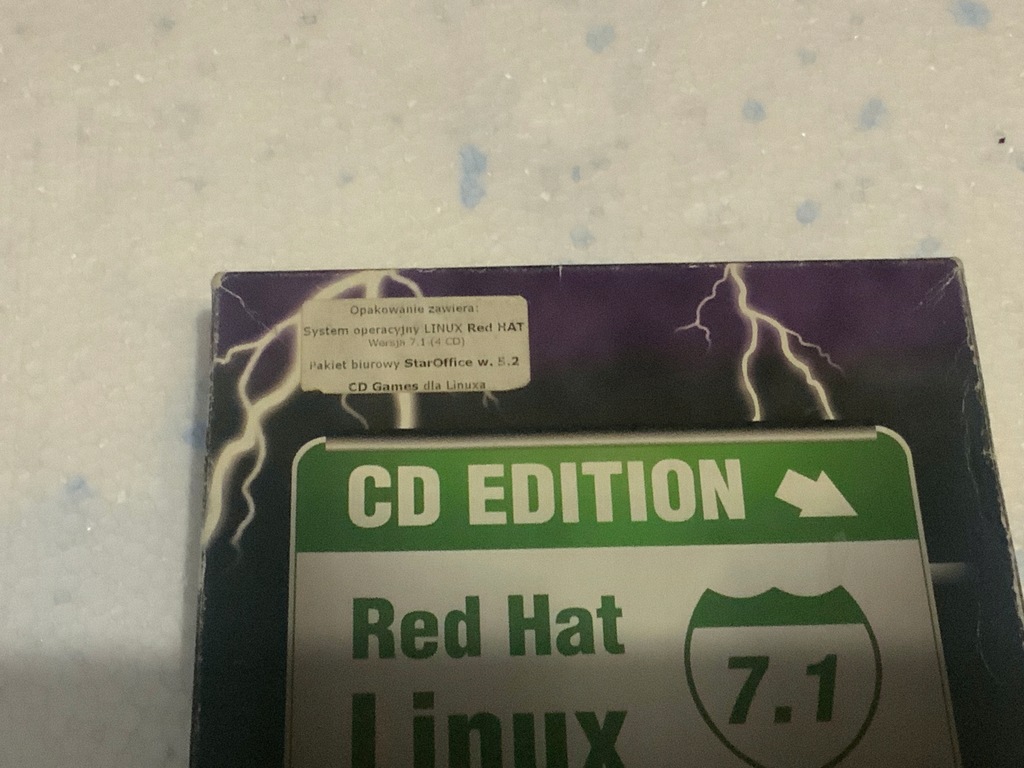 Opakowanie zawiera:
System operacyjny LINUX Red HAT
Wersja 7.1 (4 CD)
Pakiet biurowy StarOffice w. 5.2
CD Games dla Linuxa
CD EDITION
Red Hat
7.1
Linux